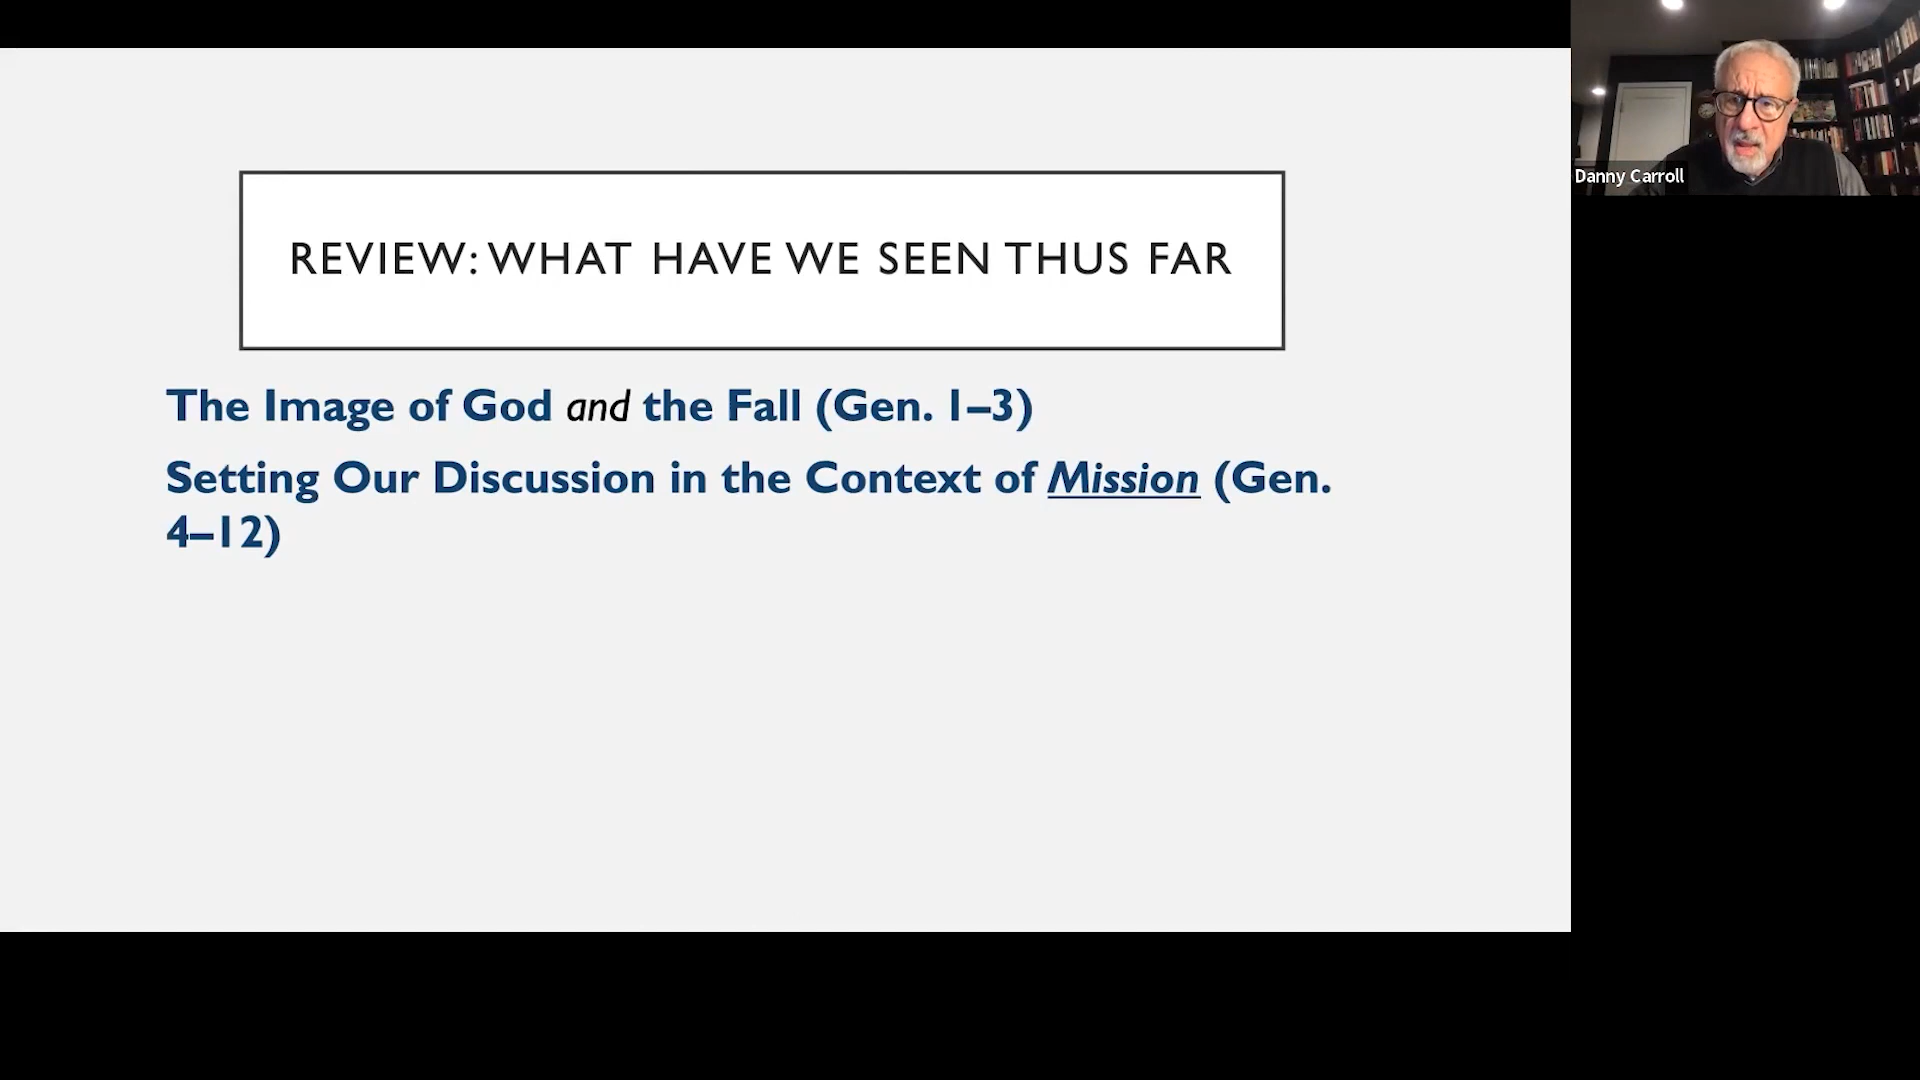 REVIEW: WHAT HAVE WE SEEN THUS FAR
The Image of God and the Fall (Gen. 1–3)
Setting Our Discussion in the Context of Mission (Gen.
4–12)
Danny Carroll